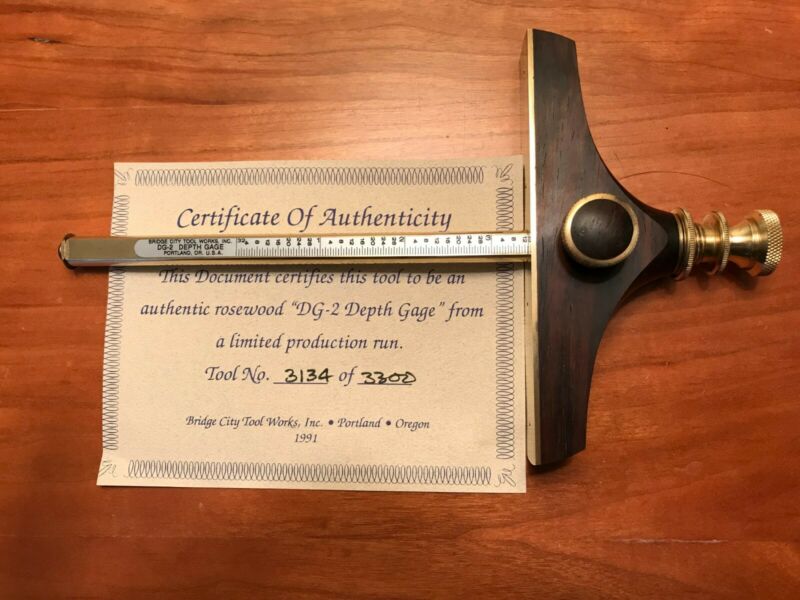 Certificate Of Authenticity
BRIDGE CITY TOOL WORKS, INC.
DG-2 DEPTH GAGE
PORTLAND, OR. U.S.A.
This Document certifies this tool to be an
authentic rosewood "DG-2 Depth Gage" from
a limited production run.
Tool No. 3134 of 3300
Bridge City Tool Works, Inc. • Portland • Oregon
1991